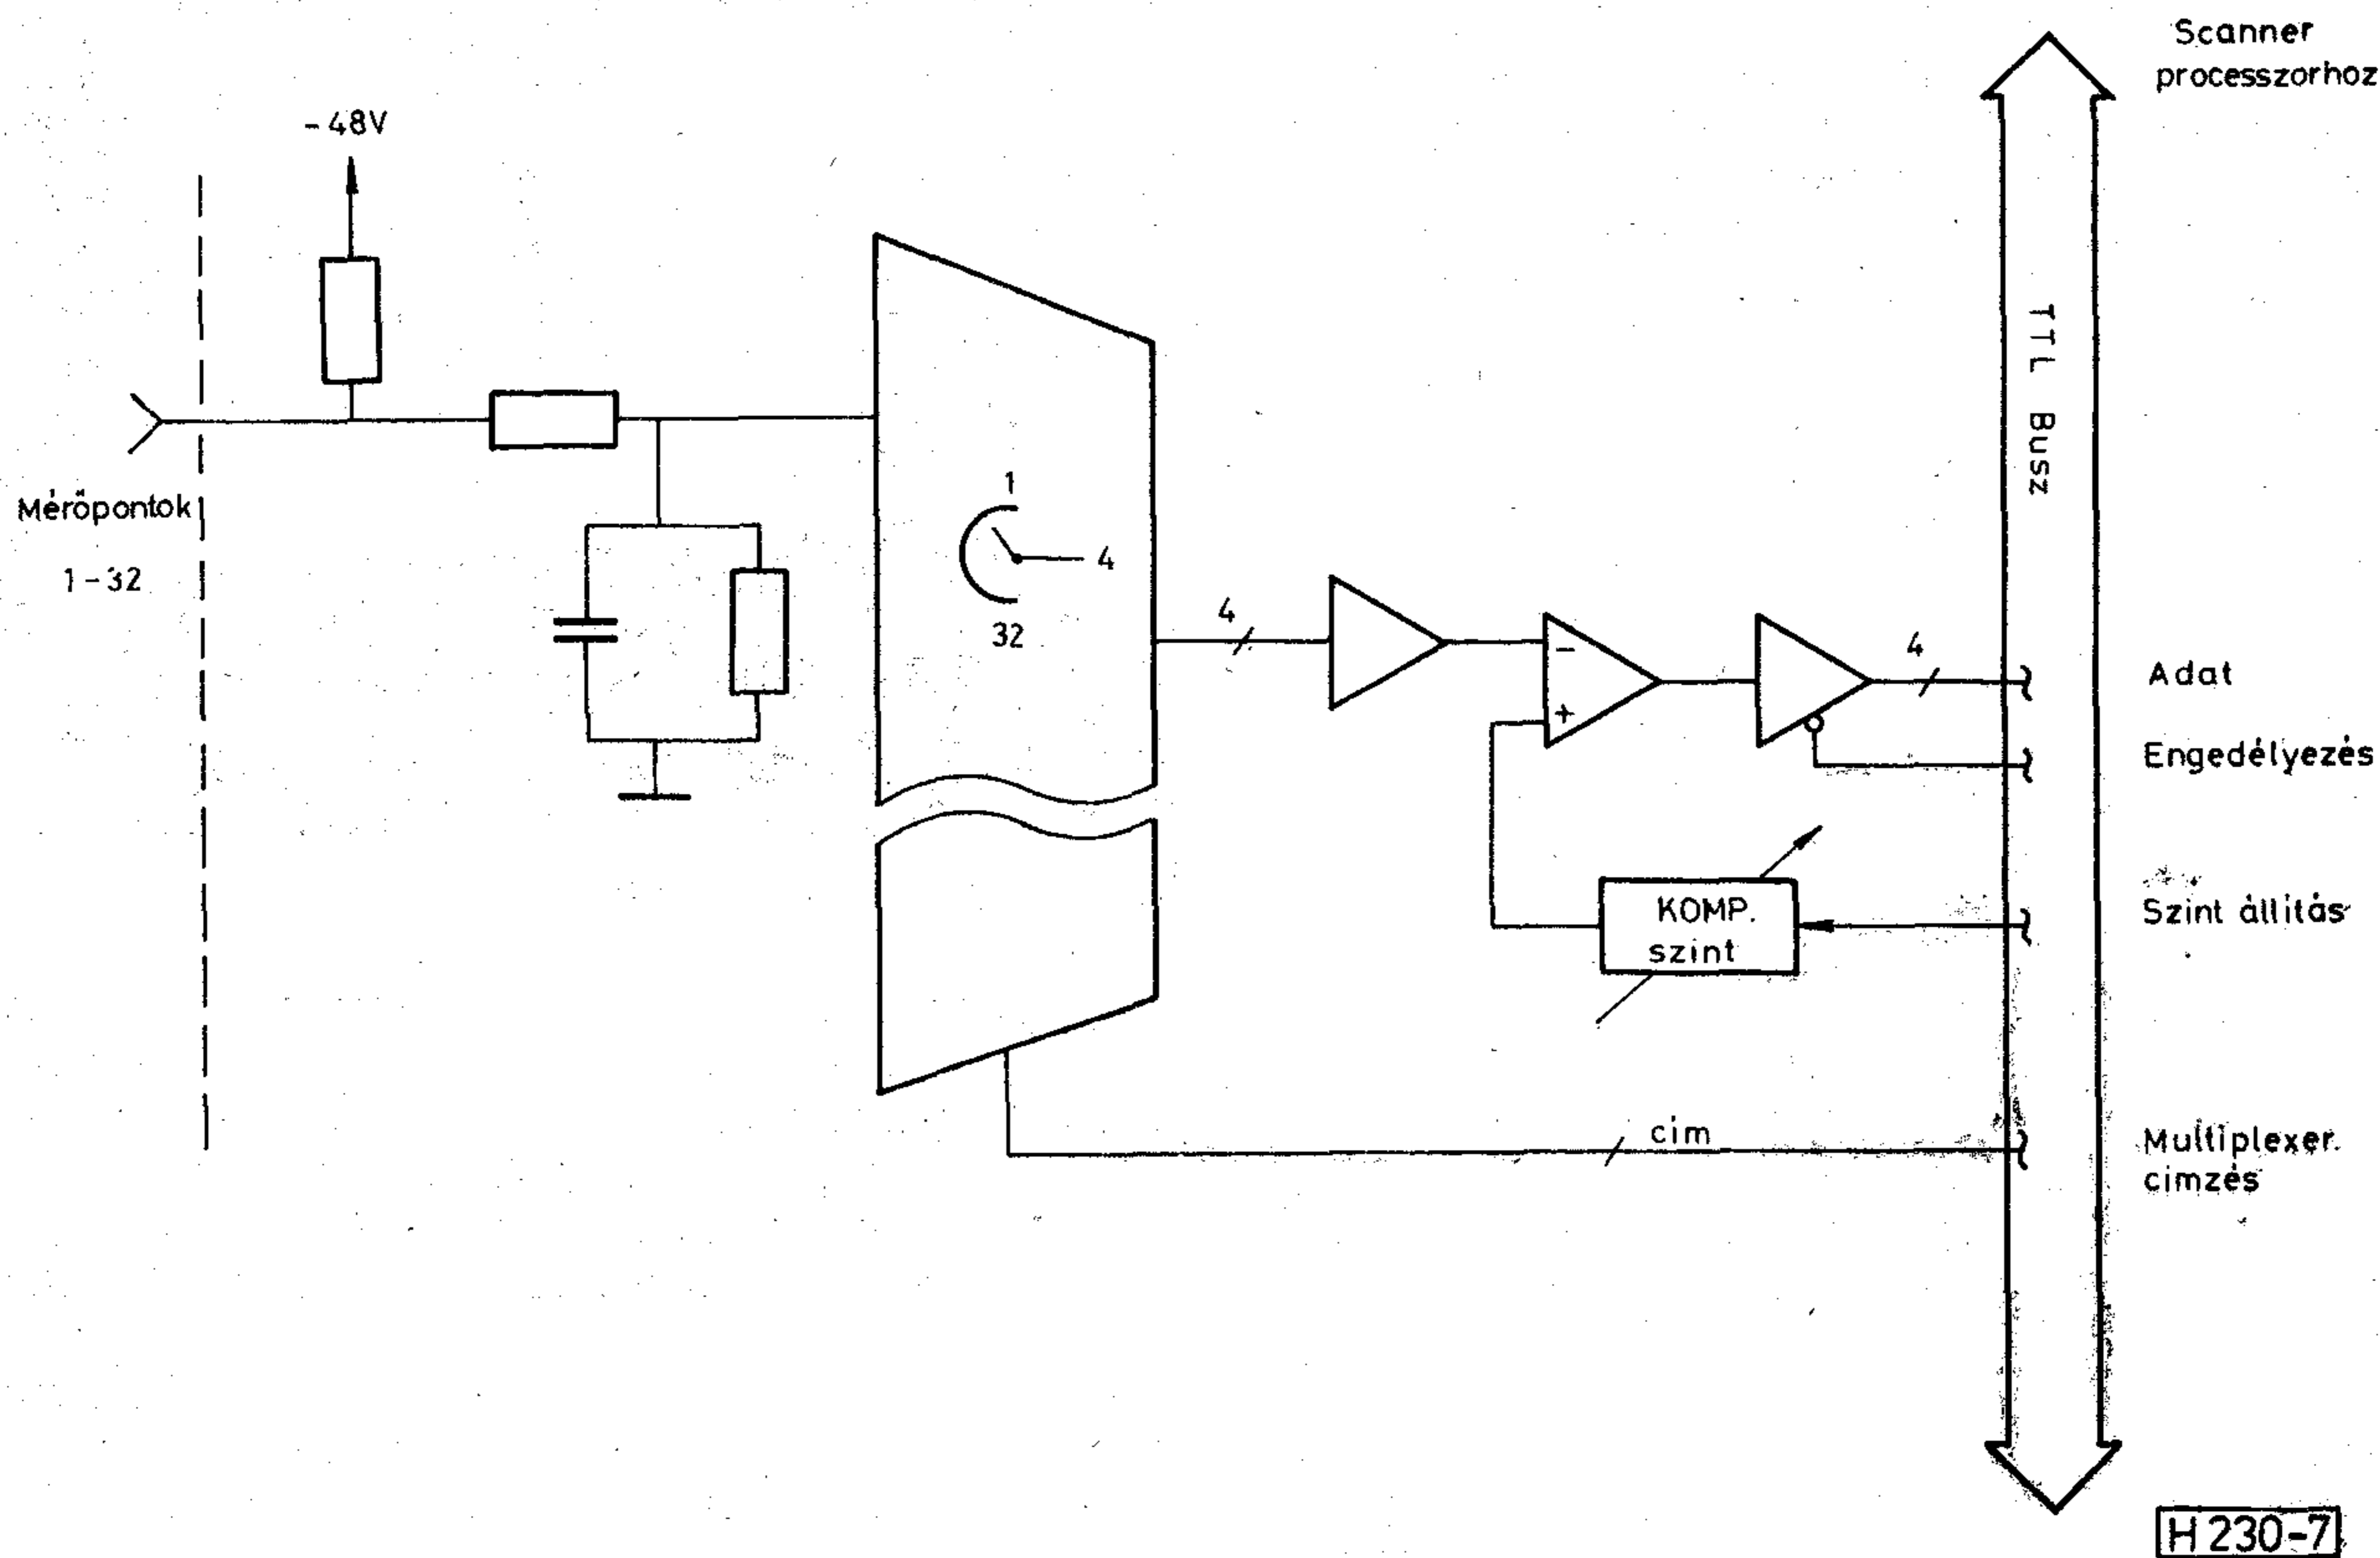 Scanner
processzorhoz
-48V
Mérőpontok
1-32
1
4
32
4
TTL Busz
-
+
4
Adat
Engedélyezés
KOMP.
szint
Szint állítás
cim
Multiplexer
cimzés
H 230-7